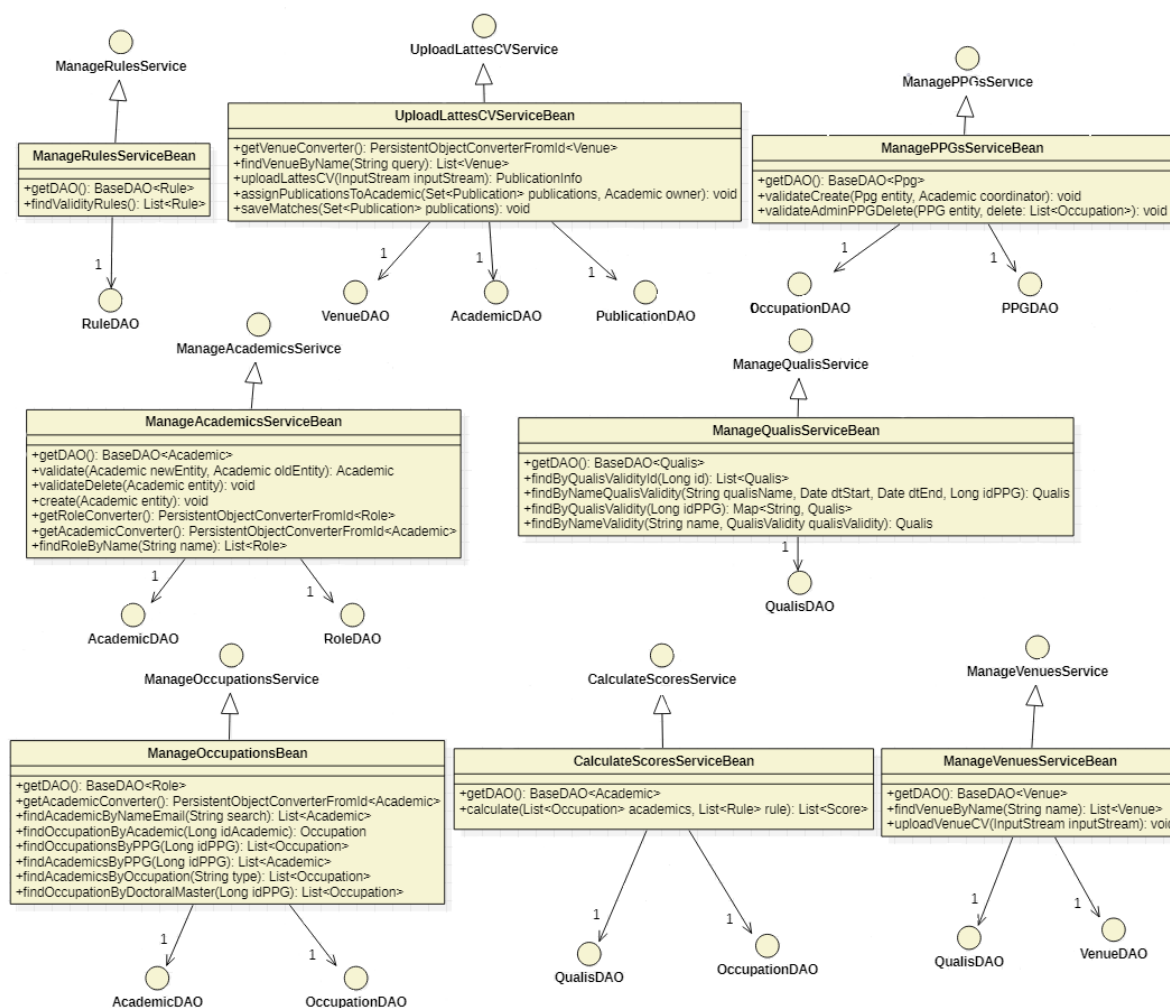 ManageRulesService
ManageRulesServiceBean
+getDAO(): BaseDAO<Rule>
+findValidityRules(): List<Rule>
1
RuleDAO
UploadLattesCVService
UploadLattesCVServiceBean
+getVenueConverter(): PersistentObjectConverterFromId<Venue>
+findVenueByName(String query): List<Venue>
+uploadLattesCV(InputStream inputStream): PublicationInfo
+assignPublicationsToAcademic(Set<Publication> publications, Academic owner): void
+saveMatches(Set<Publication> publications): void
1
1
1
VenueDAO
AcademicDAO
PublicationDAO
ManagePPGsService
ManagePPGsServiceBean
+getDAO(): BaseDAO<Ppg>
+validateCreate(Ppg entity, Academic coordinator): void
+validateAdminPPGDelete(PPG entity, delete: List<Occupation>): void
1
1
OccupationDAO
PPGDAO
ManageAcademicsSerivce
ManageAcademicsServiceBean
+getDAO(): BaseDAO<Academic>
+validate(Academic newEntity, Academic oldEntity): Academic
+validateDelete(Academic entity): void
+create(Academic entity): void
+getRoleConverter(): PersistentObjectConverterFromId<Role>
+getAcademicConverter(): PersistentObjectConverterFromId<Academic>
+findRoleByName(String name): List<Role>
1
1
AcademicDAO
RoleDAO
ManageQualisService
ManageQualisServiceBean
+getDAO(): BaseDAO<Qualis>
+findByQualisValidityId(Long id): List<Qualis>
+findByNameQualisValidity(String qualisName, Date dtStart, Date dtEnd, Long idPPG): Qualis
+findByQualisValidity(Long idPPG): Map<String, Qualis>
+findByNameValidity(String name, QualisValidity qualisValidity): Qualis
1
QualisDAO
ManageOccupationsService
ManageOccupationsBean
+getDAO(): BaseDAO<Role>
+getAcademicConverter(): PersistentObjectConverterFromId<Academic>
+findAcademicByNameEmail(String search): List<Academic>
+findOccupationByAcademic(Long idAcademic): Occupation
+findOccupationsByPPG(Long idPPG): List<Occupation>
+findAcademicsByPPG(Long idPPG): List<Academic>
+findAcademicsByOccupation(String type): List<Occupation>
+findOccupationByDoctoralMaster(Long idPPG): List<Occupation>
1
1
AcademicDAO
OccupationDAO
CalculateScoresService
CalculateScoresServiceBean
+getDAO(): BaseDAO<Academic>
+calculate(List<Occupation> academics, List<Rule> rule): List<Score>
1
1
QualisDAO
OccupationDAO
ManageVenuesService
ManageVenuesServiceBean
+getDAO(): BaseDAO<Venue>
+findVenueByName(String name): List<Venue>
+uploadVenueCV(InputStream inputStream): void
1
1
QualisDAO
VenueDAO